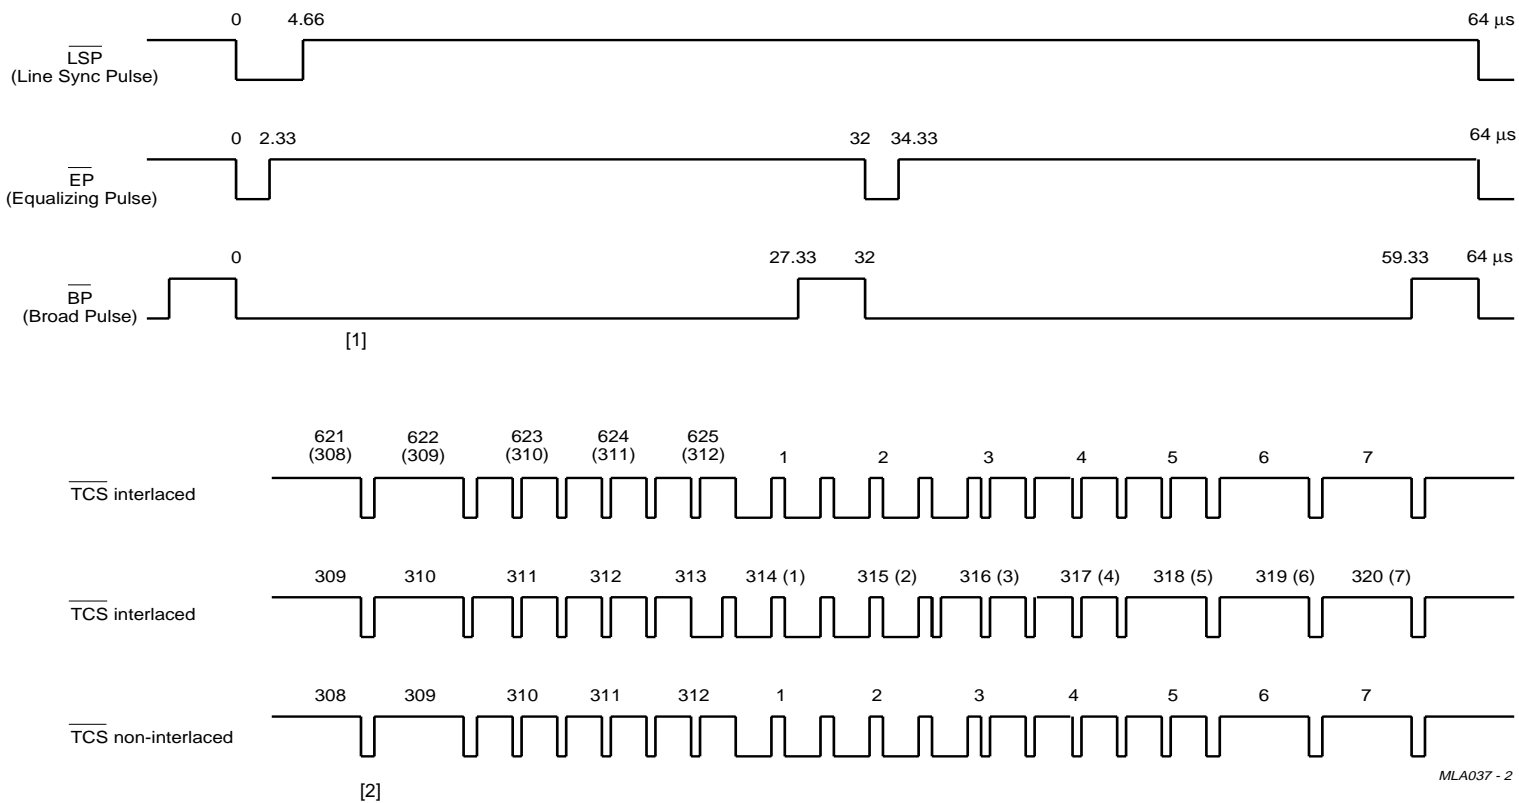 0 4.66 64 µs
LSP
(Line Sync Pulse)
0 2.33 32 34.33 64 µs
EP
(Equalizing Pulse)
0 27.33 32 59.33 64 µs
BP
(Broad Pulse)
[1]
621 622 623 624 625
(308) (309) (310) (311) (312) 1 2 3 4 5 6 7
TCS interlaced
309 310 311 312 313 314 (1) 315 (2) 316 (3) 317 (4) 318 (5) 319 (6) 320 (7)
TCS interlaced
308 309 310 311 312 1 2 3 4 5 6 7
TCS non-interlaced
MLA037 - 2
[2]